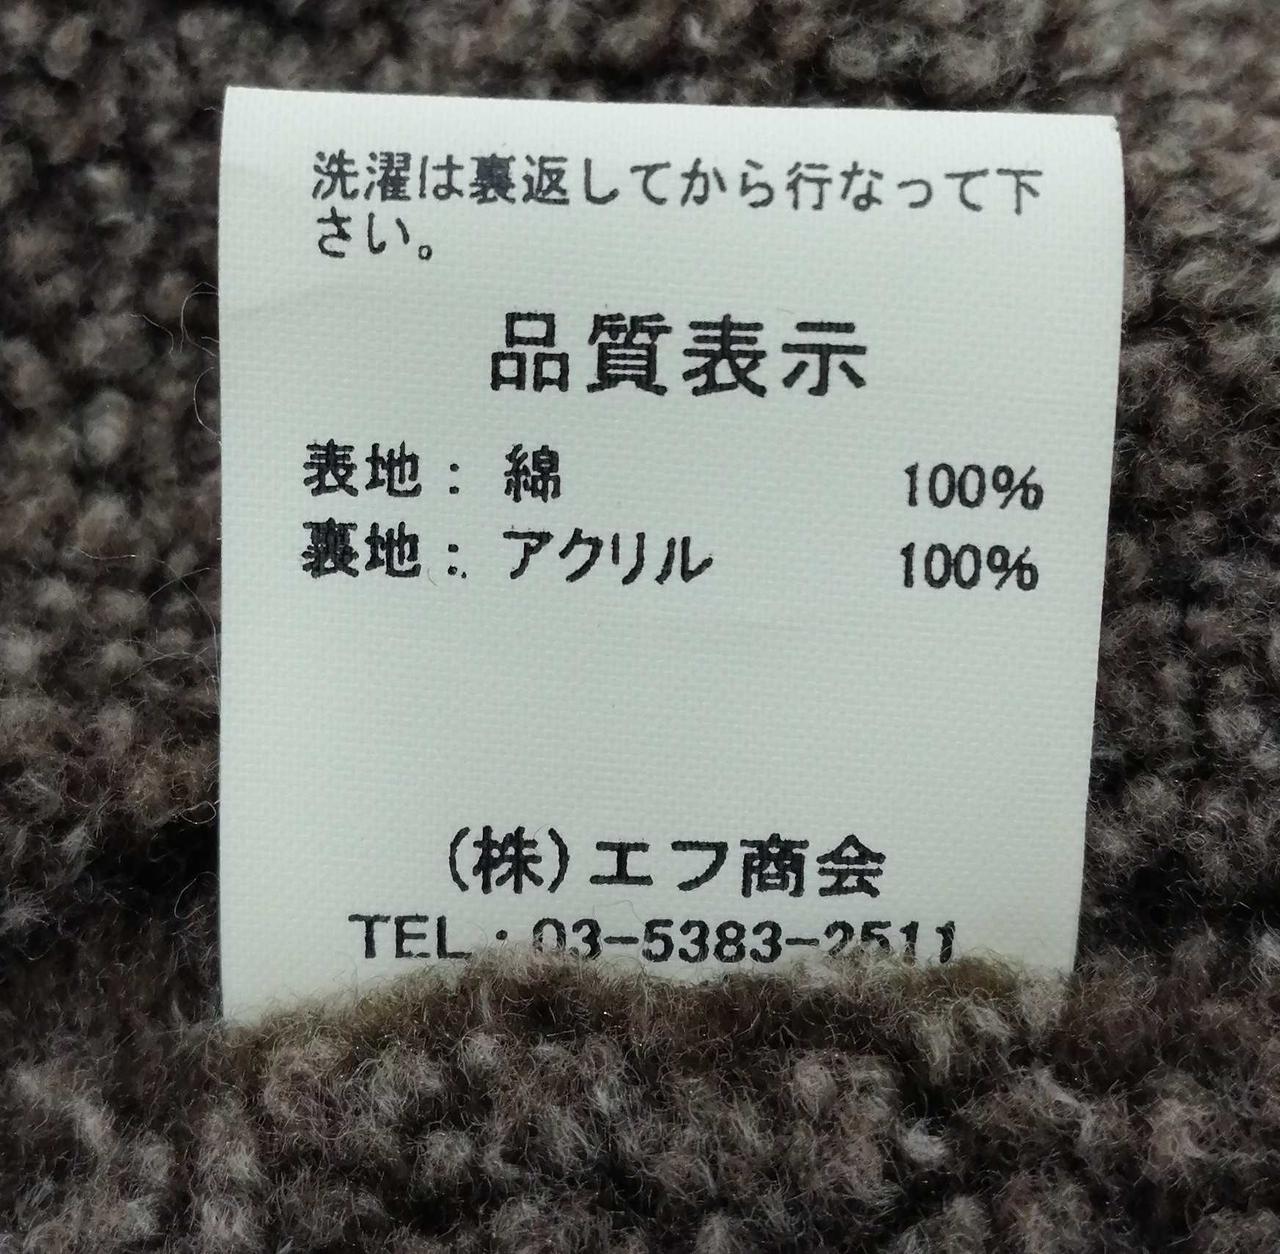 洗濯は裏返してから行なって下
さい。
品質表示
表地： 綿 100%
裏地： アクリル 100%
(株)エフ商会
TEL・03-5383-2511